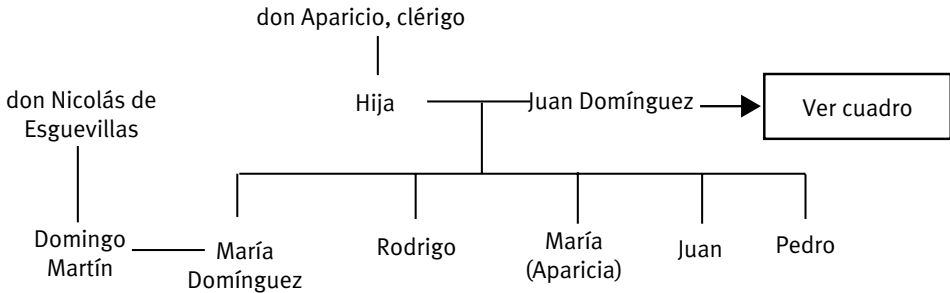 don Aparicio, clérigo
don Nicolás de
Esguevillas
Hija
Juan Domínguez
Ver cuadro
Domingo
Martín
María
Domínguez
Rodrigo
María
(Aparicia)
Juan
Pedro